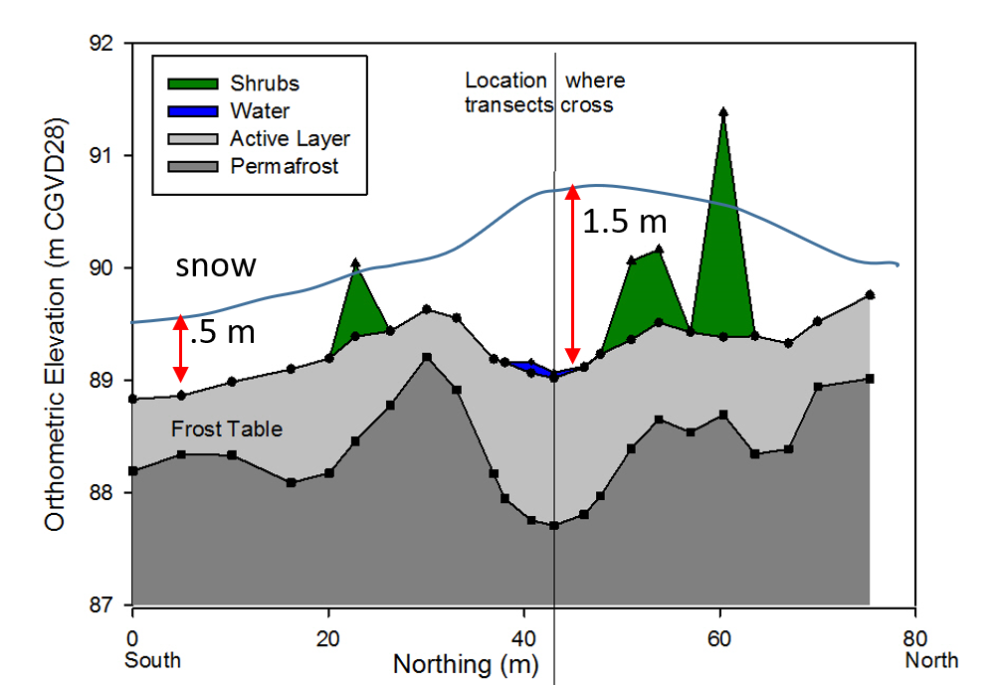 92
91
90
89
88
87
Orthometric Elevation (m CGVD28)
Shrubs
Water
Active Layer
Permafrost
Location where
transects cross
snow
.5 m
1.5 m
Frost Table
0 20 40 60 80
South Northing (m) North